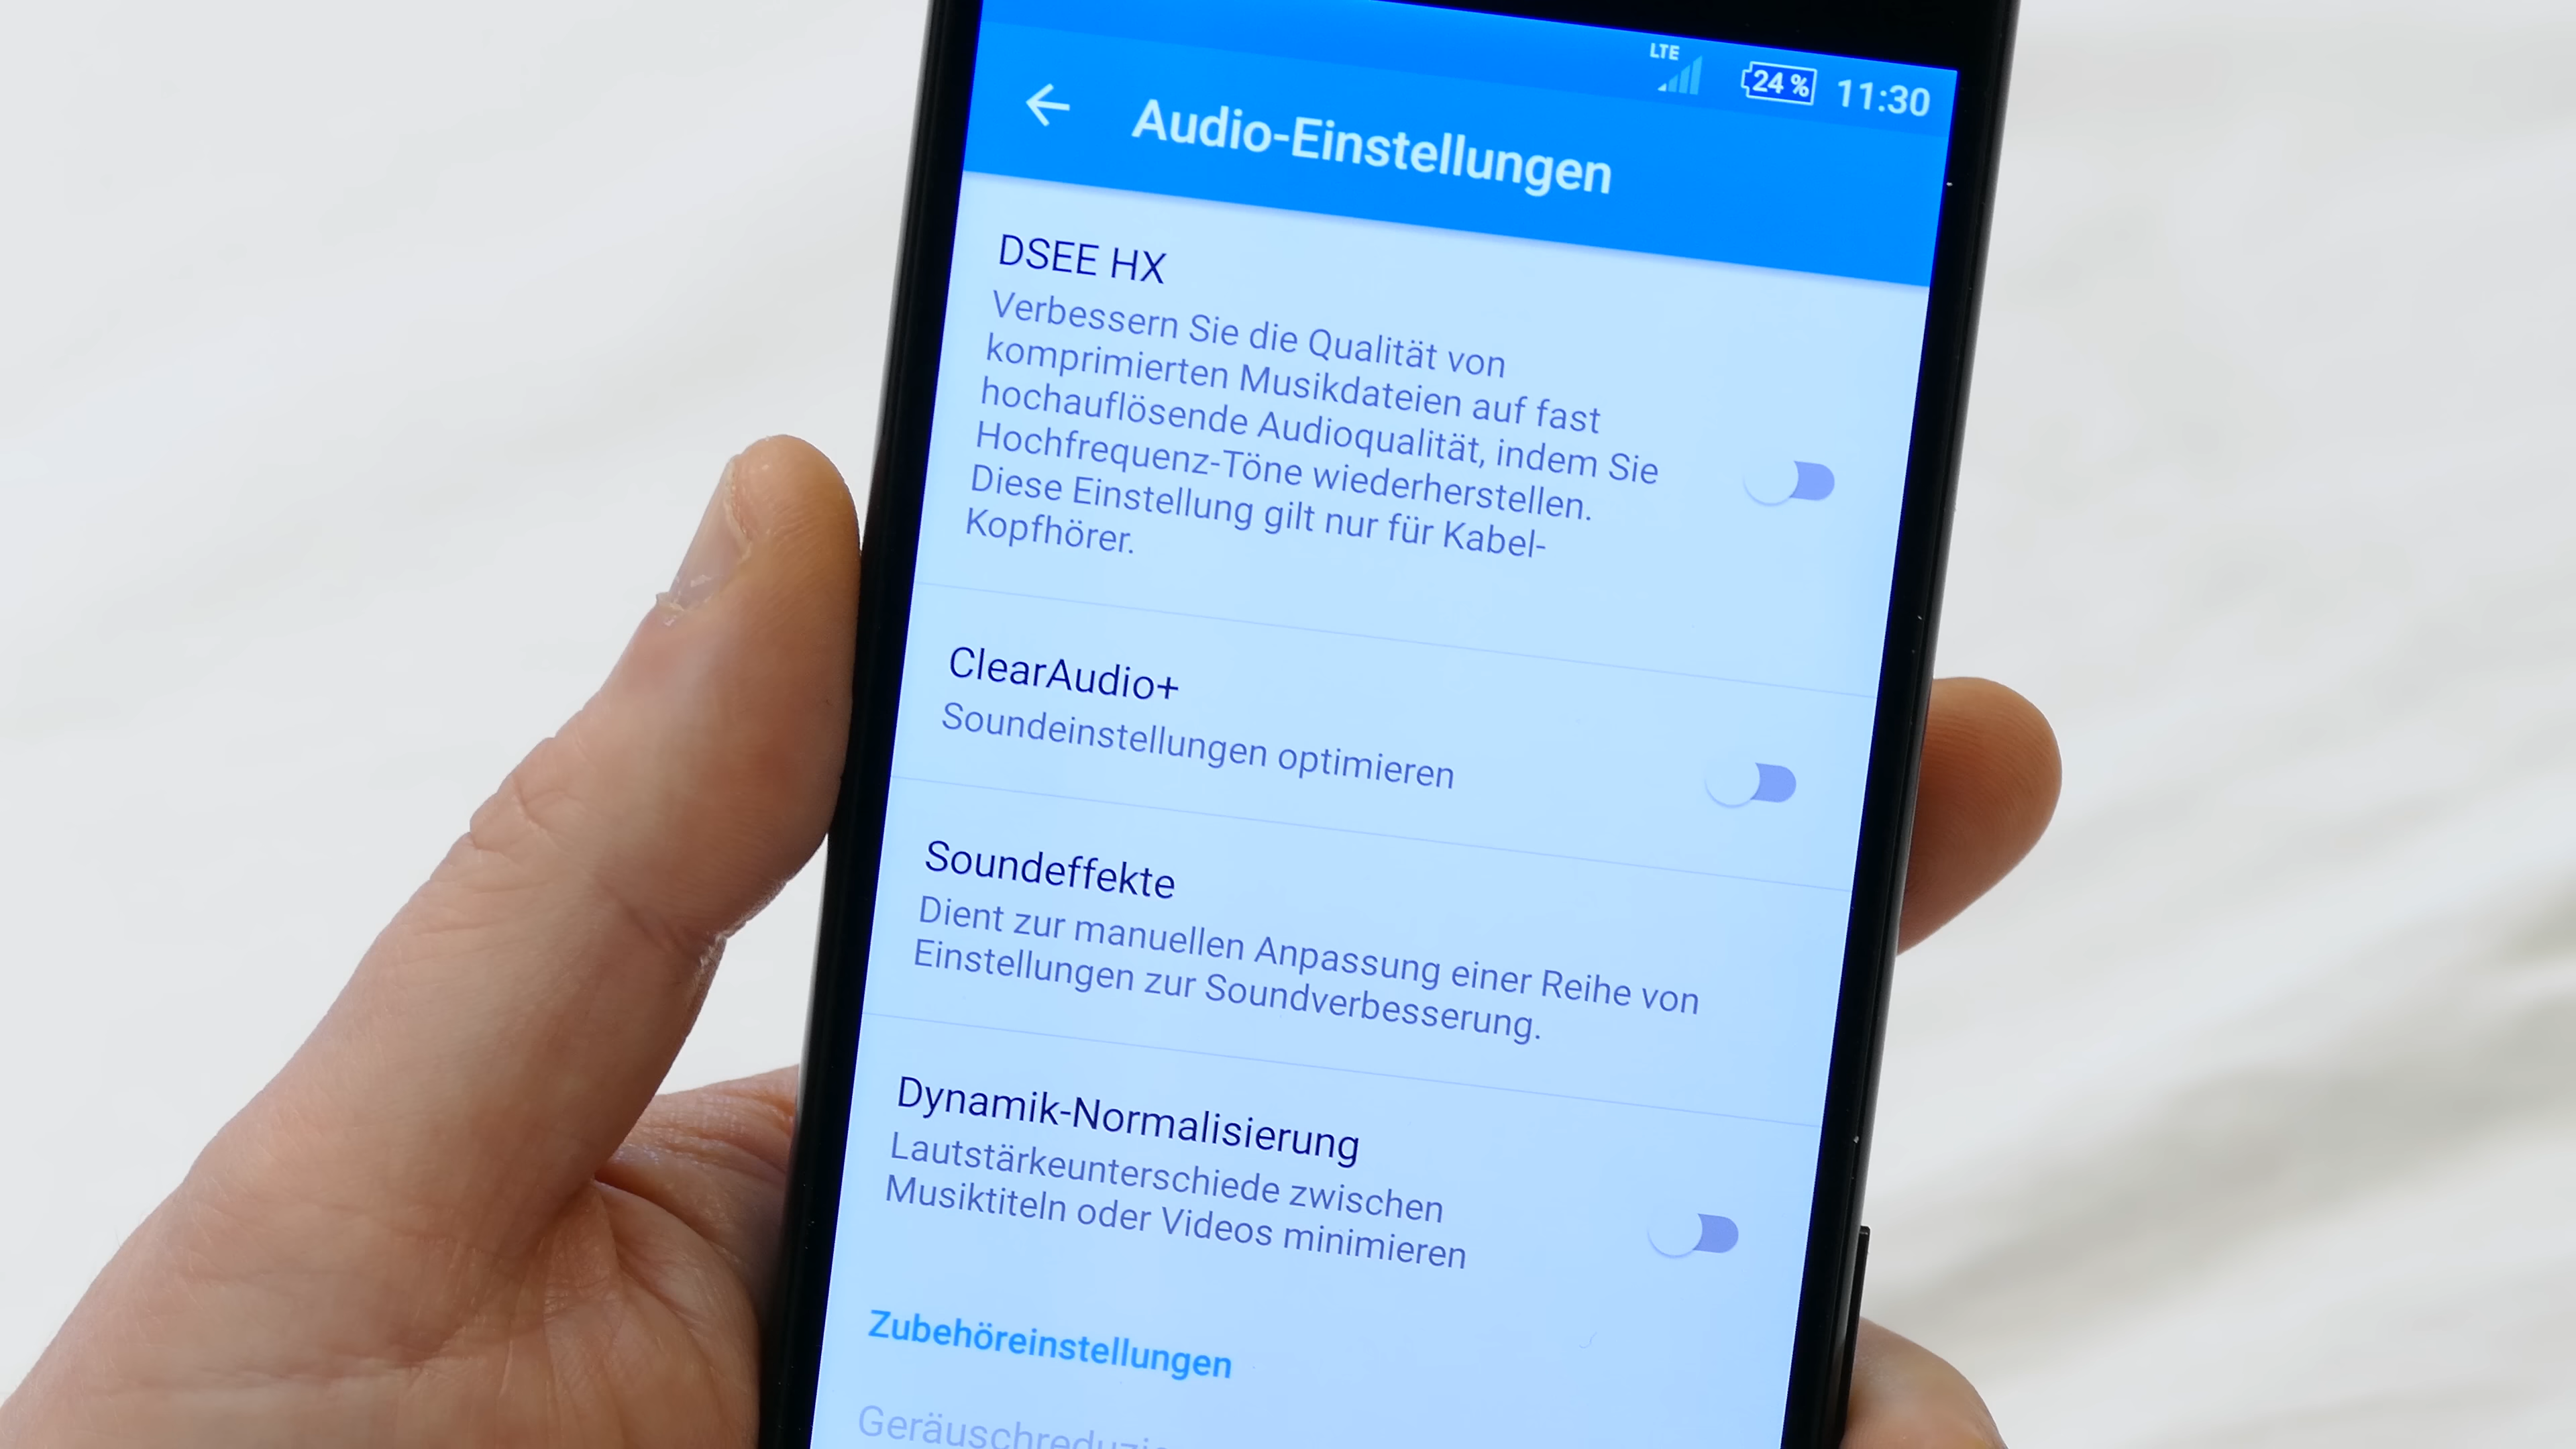 LTE
24 %
11:30
Audio-Einstellungen
DSEE HX
Verbessern Sie die Qualität von
komprimierten Musikdateien auf fast
hochauflösende Audioqualität, indem Sie
Hochfrequenz-Töne wiederherstellen.
Diese Einstellung gilt nur für Kabel-
Kopfhörer.
ClearAudio+
Soundeinstellungen optimieren
Soundeffekte
Dient zur manuellen Anpassung einer Reihe von
Einstellungen zur Soundverbesserung.
Dynamik-Normalisierung
Lautstärkeunterschiede zwischen
Musiktiteln oder Videos minimieren
Zubehöreinstellungen